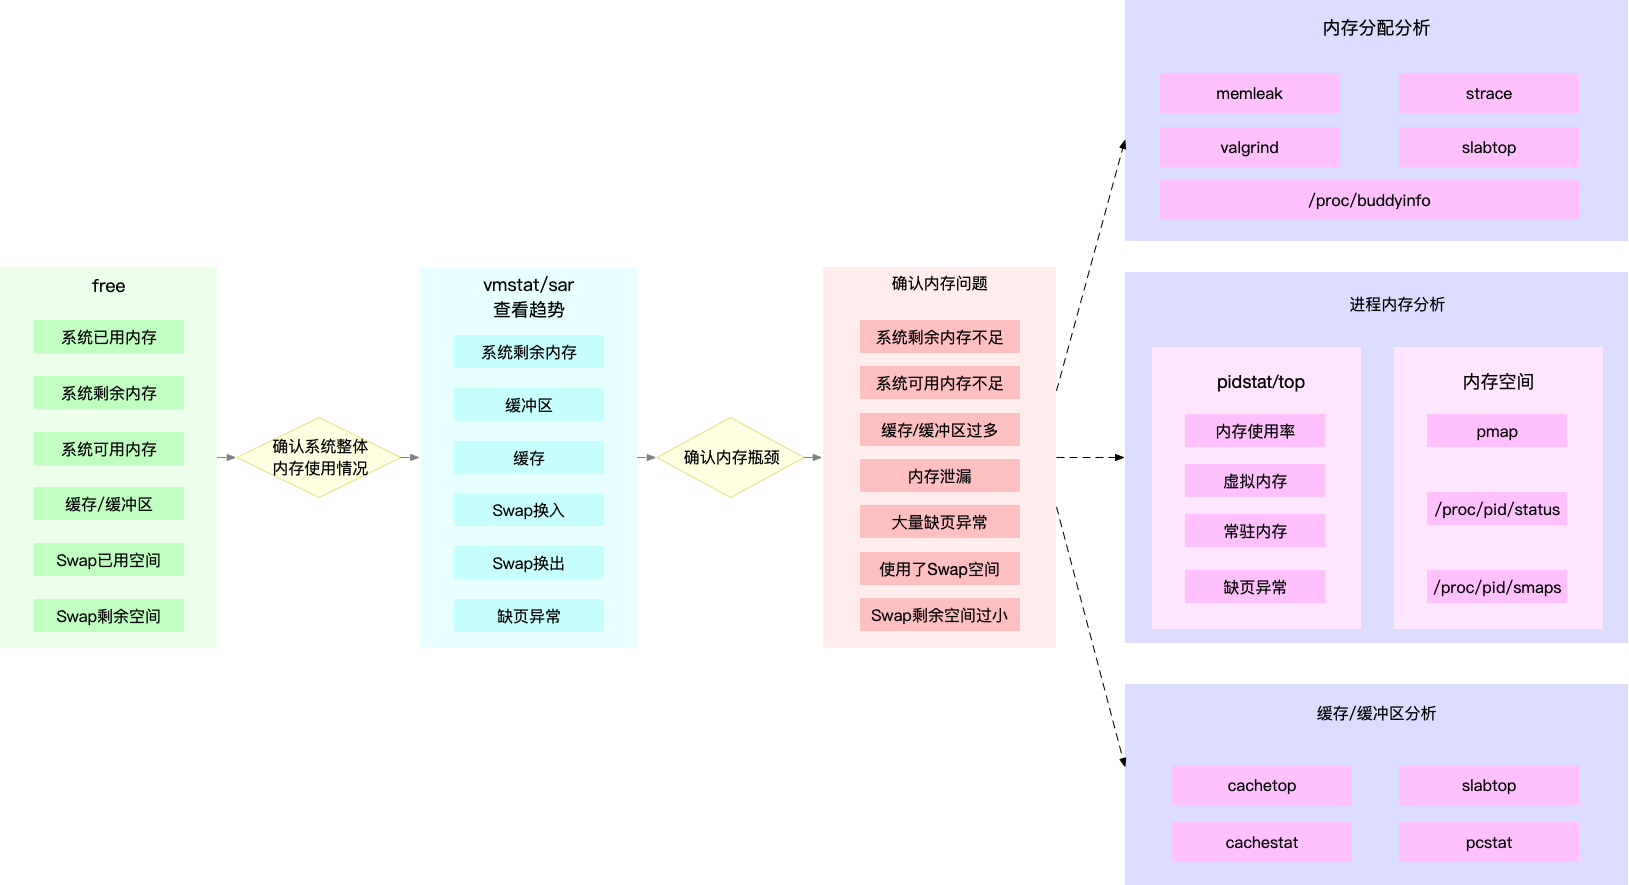 free
系统已用内存
系统剩余内存
系统可用内存
缓存/缓冲区
Swap已用空间
Swap剩余空间
确认系统整体
内存使用情况
vmstat/sar
查看趋势
系统剩余内存
缓冲区
缓存
Swap换入
Swap换出
缺页异常
确认内存瓶颈
确认内存问题
系统剩余内存不足
系统可用内存不足
缓存/缓冲区过多
内存泄漏
大量缺页异常
使用了Swap空间
Swap剩余空间过小
内存分配分析
memleak
strace
valgrind
slabtop
/proc/buddyinfo
进程内存分析
pidstat/top
内存使用率
虚拟内存
常驻内存
缺页异常
内存空间
pmap
/proc/pid/status
/proc/pid/smaps
缓存/缓冲区分析
cachetop
slabtop
cachestat
pcstat